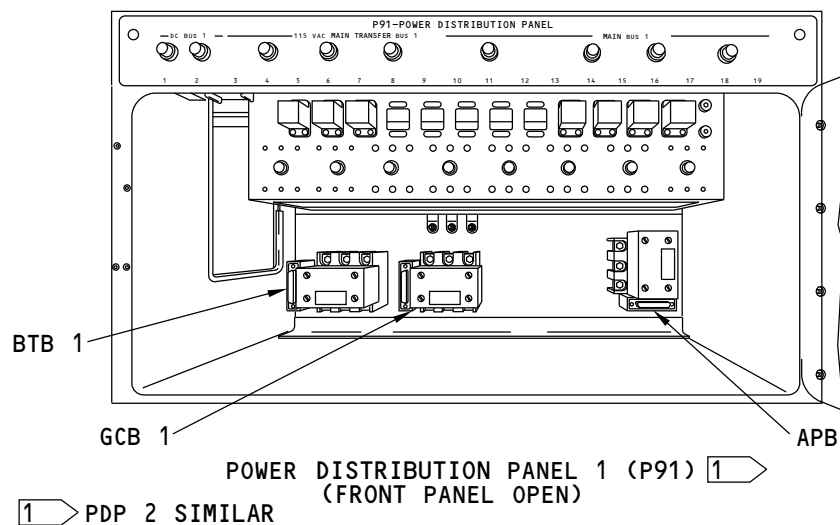 P91-POWER DISTRIBUTION PANEL
DC BUS 1 115 VAC MAIN TRANSFER BUS 1 MAIN BUS 1
1 2 3 4 5 6 7 8 9 10 11 12 13 14 15 16 17 18 19
BTB 1
GCB 1
APB
POWER DISTRIBUTION PANEL 1 (P91) 1
(FRONT PANEL OPEN)
1 PDP 2 SIMILAR